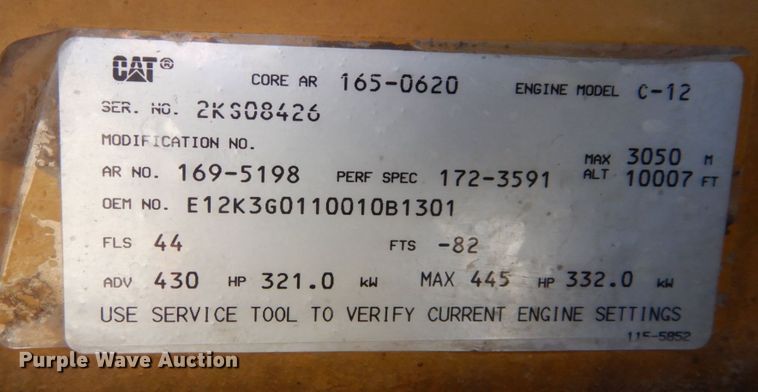 CAT® CORE AR 165-0620 ENGINE MODEL C-12
SER. NO. 2KS08426
MODIFICATION NO.
AR NO. 169-5198 PERF SPEC 172-3591 MAX ALT 3050 M 10007 FT
OEM NO. E12K3G0110010B1301
FLS 44 FTS -82
ADV 430 HP 321.0 kW MAX 445 HP 332.0 kW
USE SERVICE TOOL TO VERIFY CURRENT ENGINE SETTINGS
115-5852
Purple Wave Auction